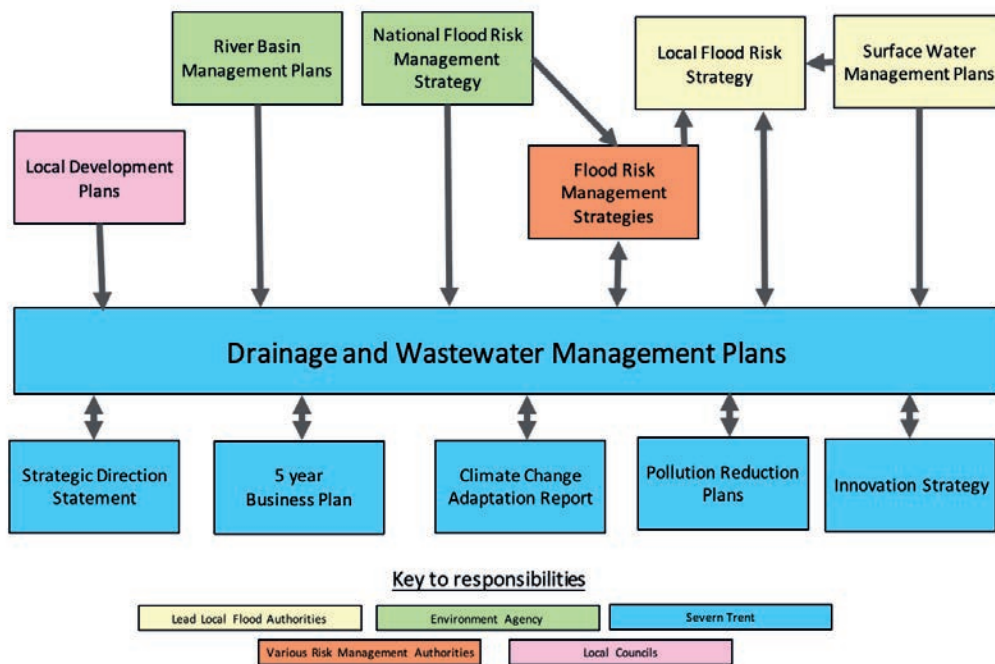 River Basin
Management Plans
National Flood Risk
Management
Strategy
Local Flood Risk
Strategy
Surface Water
Management Plans
Local Development
Plans
Flood Risk
Management
Strategies
Drainage and Wastewater Management Plans
Strategic Direction
Statement
5 year
Business Plan
Climate Change
Adaptation Report
Pollution Reduction
Plans
Innovation Strategy
Key to responsibilities
Lead Local Flood Authorities
Environment Agency
Severn Trent
Various Risk Management Authorities
Local Councils